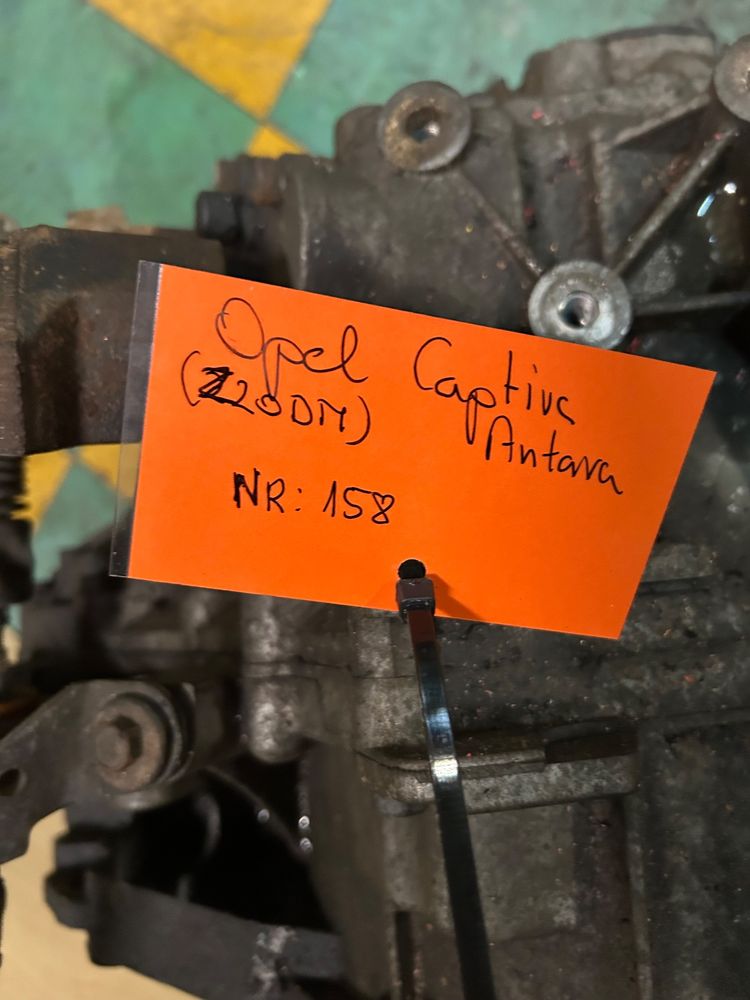 Opel Captiva
(Z20DM) Antara
NR: 158